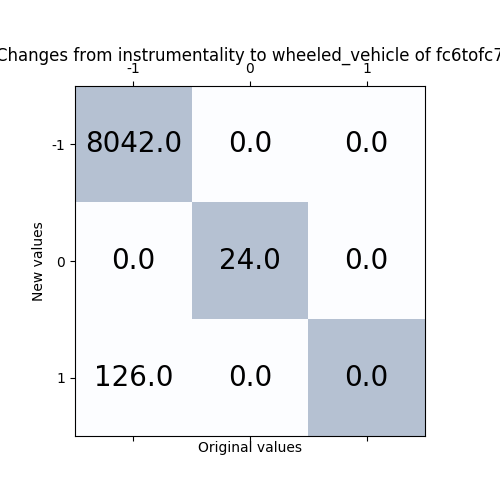 Changes from instrumentality to wheeled_vehicle of fc6tofc7
-1 0 1
-1 8042.0 0.0 0.0
0 0.0 24.0 0.0
1 126.0 0.0 0.0
New values
Original values